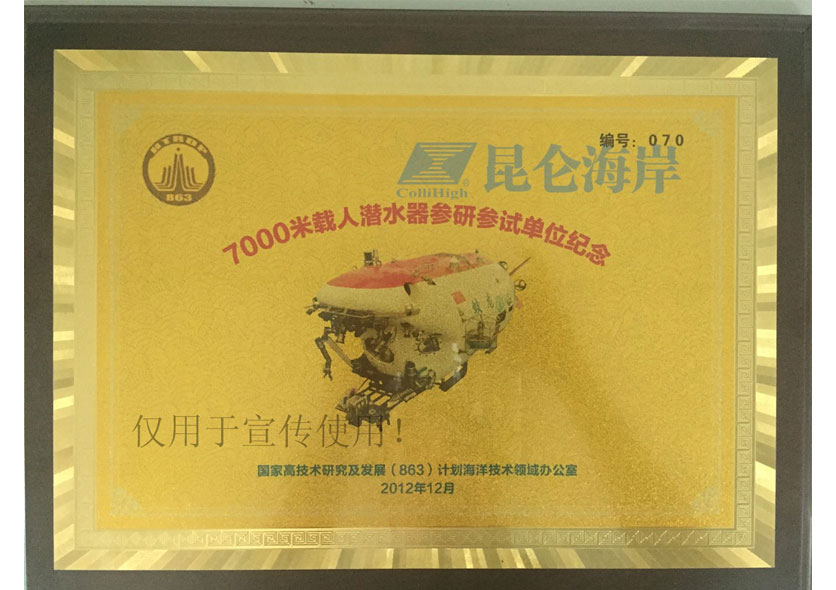 编号：070
863
昆仑海岸
ColliHigh
7000米载人潜水器参研参试单位纪念
仅用于宣传使用！
国家高技术研究及发展（863）计划海洋技术领域办公室
2012年12月